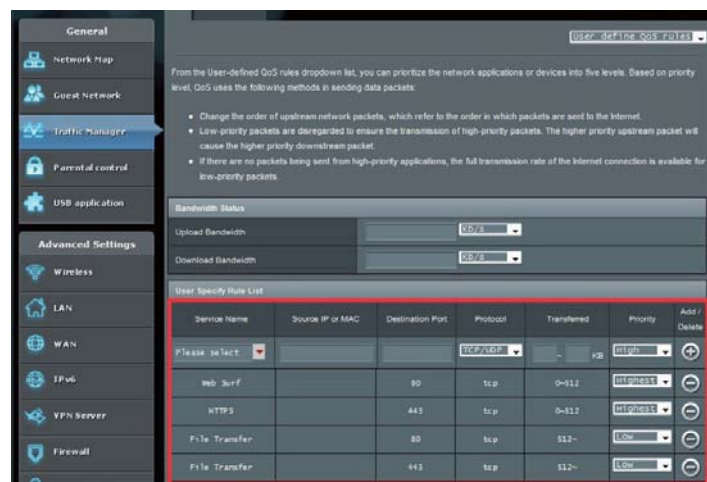 General
User define QoS rules
Network Map
Guest Network
Traffic Manager
Parental control
USB application
Advanced Settings
Wireless
LAN
WAN
IPv6
VPN Server
Firewall
From the User-defined QoS rules dropdown list, you can prioritize the network applications or devices into five levels. Based on priority
level, QoS uses the following methods in sending data packets:
Change the order of upstream network packets, which refer to the order in which packets are sent to the Internet.
Low-priority packets are disregarded to ensure the transmission of high-priority packets. The higher priority upstream packet will
cause the higher priority downstream packet.
If there are no packets being sent from high-priority applications, the full transmission rate of the Internet connection is available for
low-priority packets.
Bandwidth Status
Upload Bandwidth Kb/s
Download Bandwidth Kb/s
User Specify Rule List
Service Name Source IP or MAC Destination Port Protocol Transferred Priority Add / Delete
Please select TCP/UDP ~ KB High
Web Surf 80 tcp 0~512 Highest
HTTPS 443 tcp 0~512 Highest
File Transfer 80 tcp 512~ Low
File Transfer 443 tcp 512~ Low